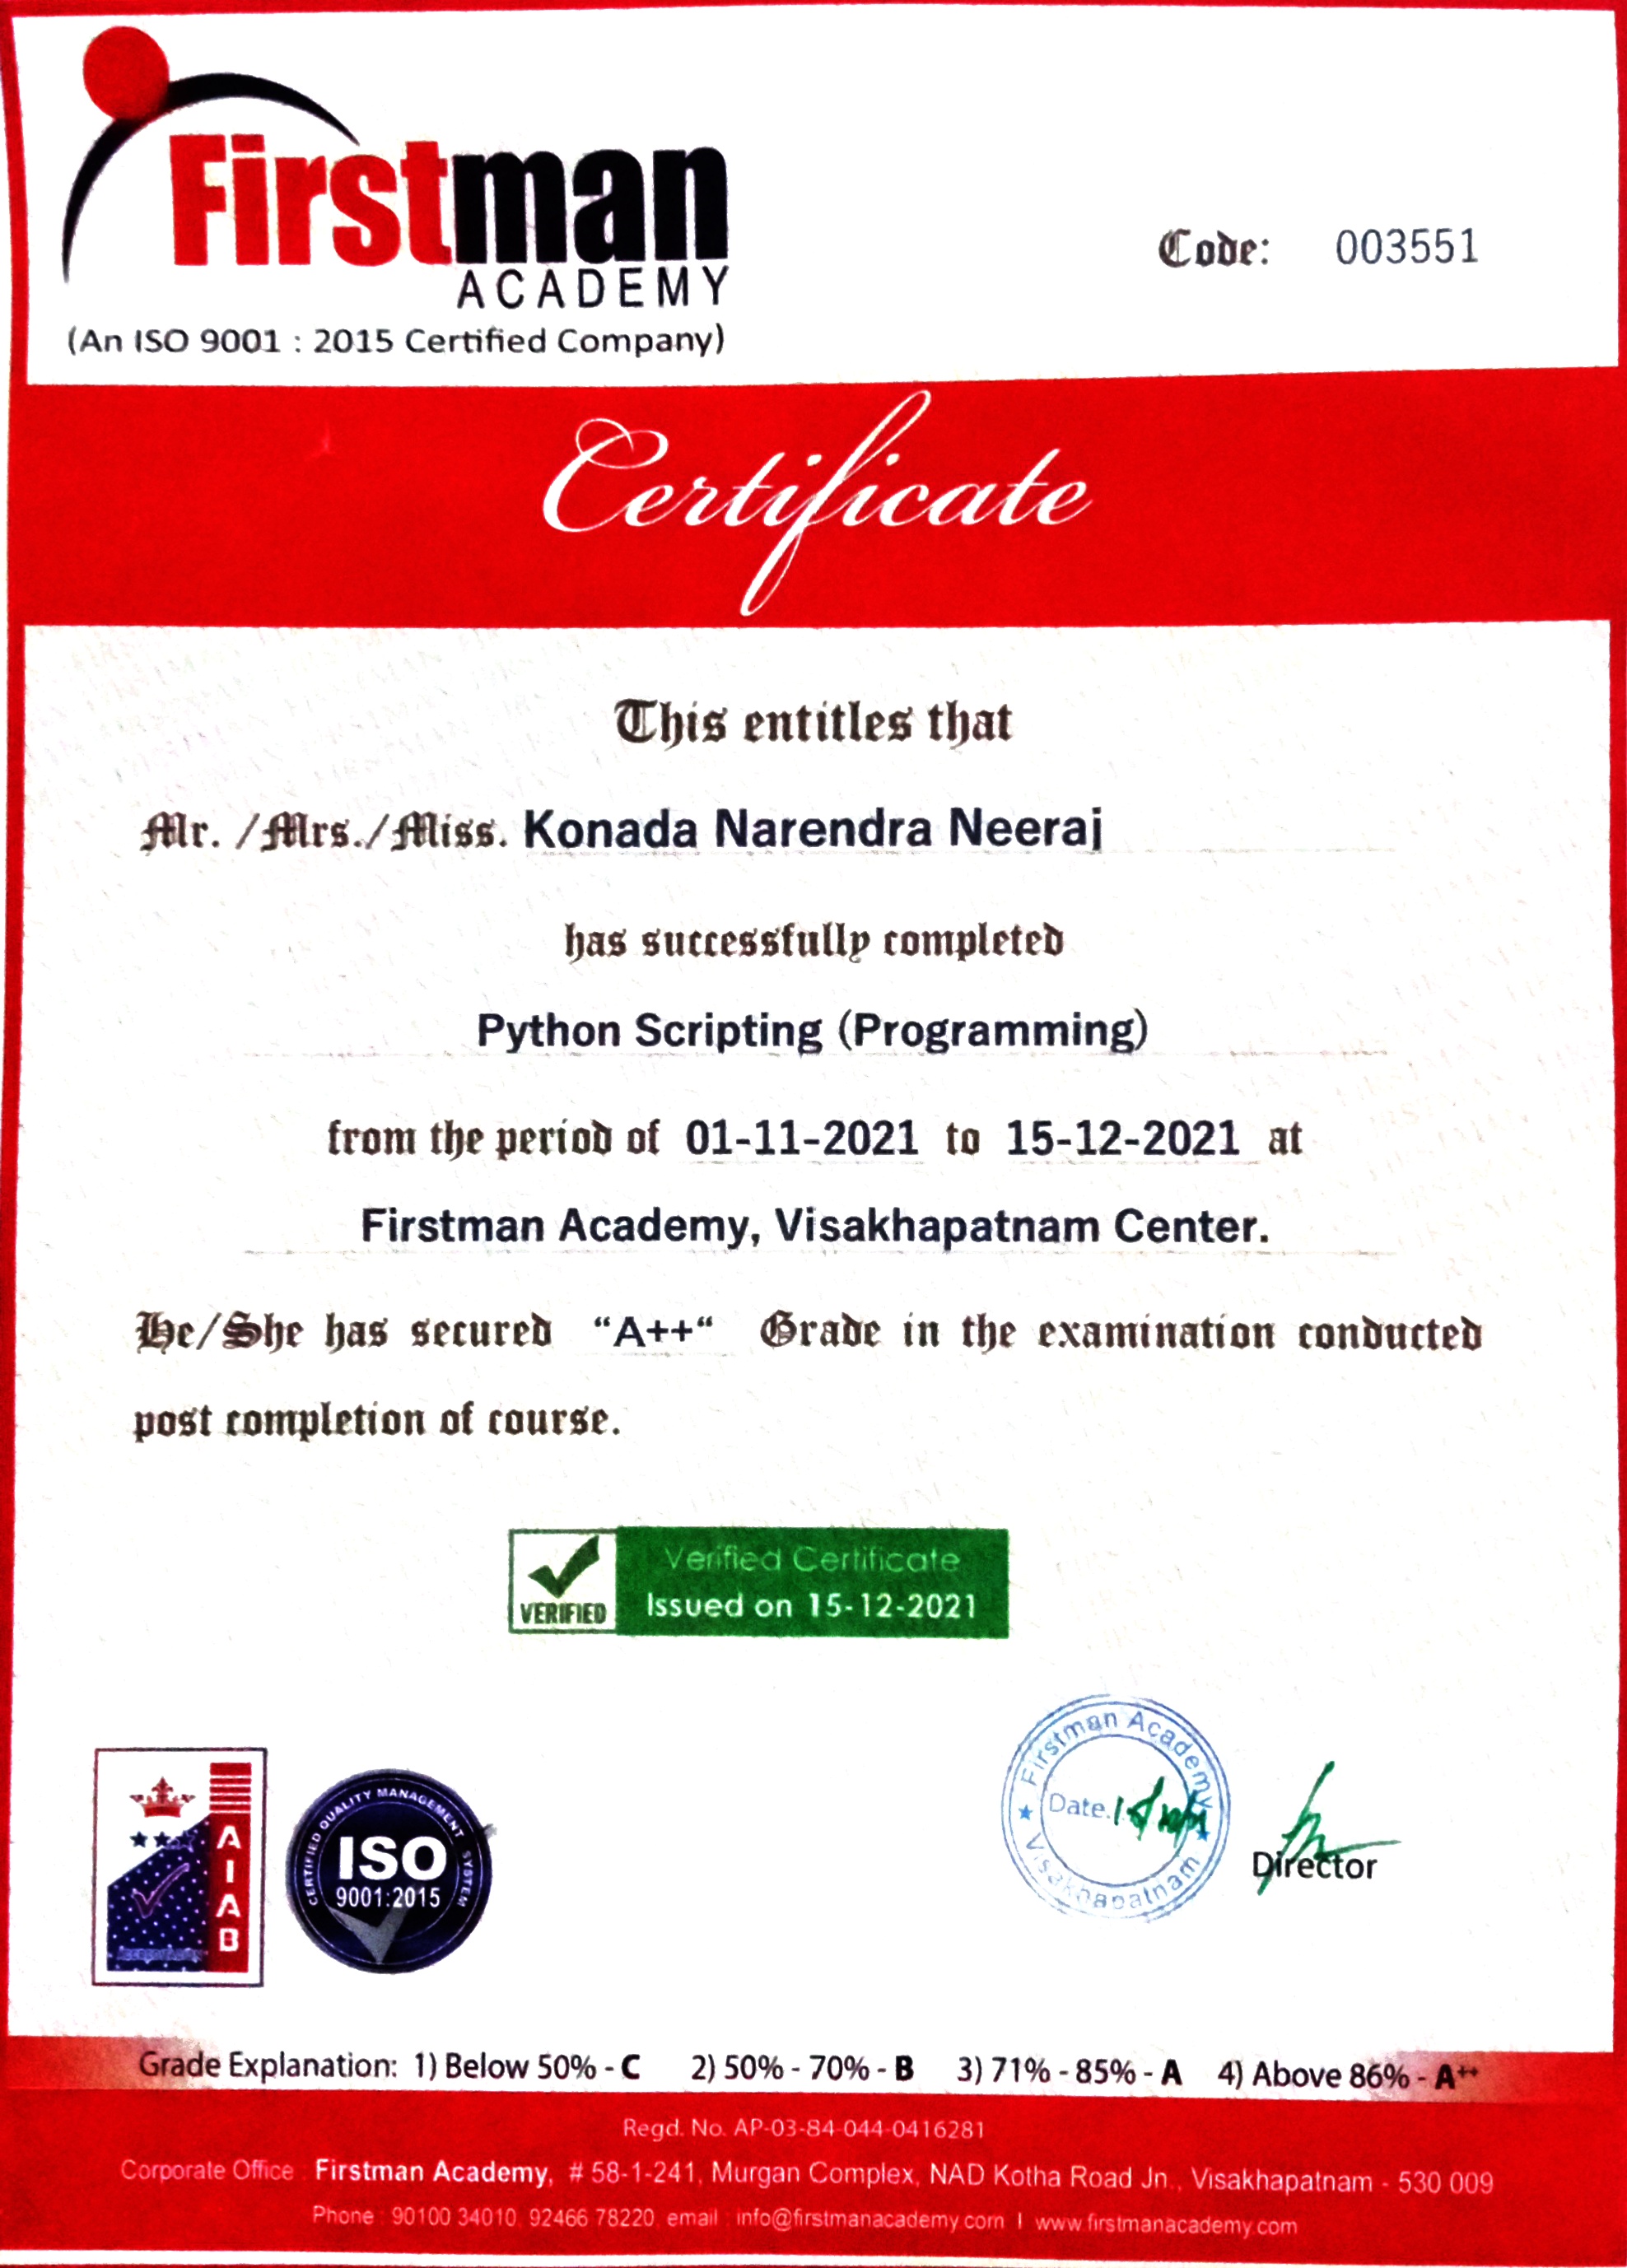 Firstman
ACADEMY
(An ISO 9001 : 2015 Certified Company)
Code: 003551
Certificate
This entitles that
Mr. /Mrs./Miss. Konada Narendra Neeraj
has successfully completed
Python Scripting (Programming)
from the period of 01-11-2021 to 15-12-2021 at
Firstman Academy, Visakhapatnam Center.
He/She has secured “A++“ Grade in the examination conducted
post completion of course.
VERIFIED
Verified Certificate
Issued on 15-12-2021
AIAB
CERTIFIED QUALITY MANAGEMENT SYSTEM
ISO
9001:2015
Firstman Academy
Date.
Visakhapatnam
Director
Grade Explanation: 1) Below 50% - C 2) 50% - 70% - B 3) 71% - 85% - A 4) Above 86% - A++
Regd. No. AP-03-84-044-0416281
Corporate Office : Firstman Academy, # 58-1-241, Murgan Complex, NAD Kotha Road Jn., Visakhapatnam - 530 009
Phone : 90100 34010, 92466 78220, email : info@firstmanacademy.com I www.firstmanacademy.com